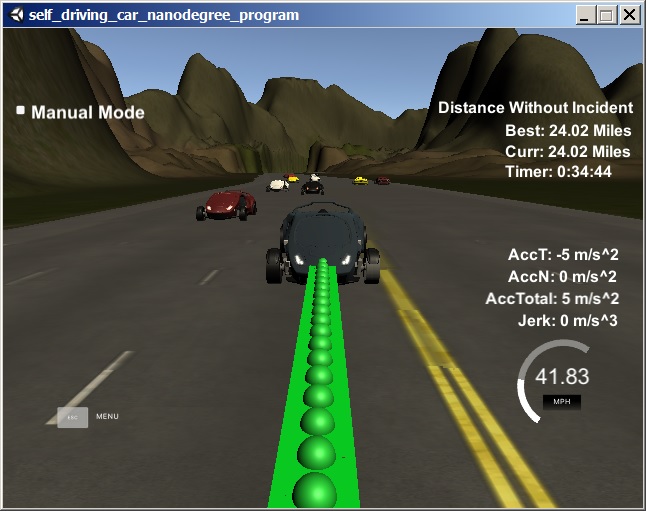 self_driving_car_nanodegree_program
Manual Mode
Distance Without Incident
Best: 24.02 Miles
Curr: 24.02 Miles
Timer: 0:34:44
AccT: -5 m/s^2
AccN: 0 m/s^2
AccTotal: 5 m/s^2
Jerk: 0 m/s^3
41.83
MPH
ESC MENU